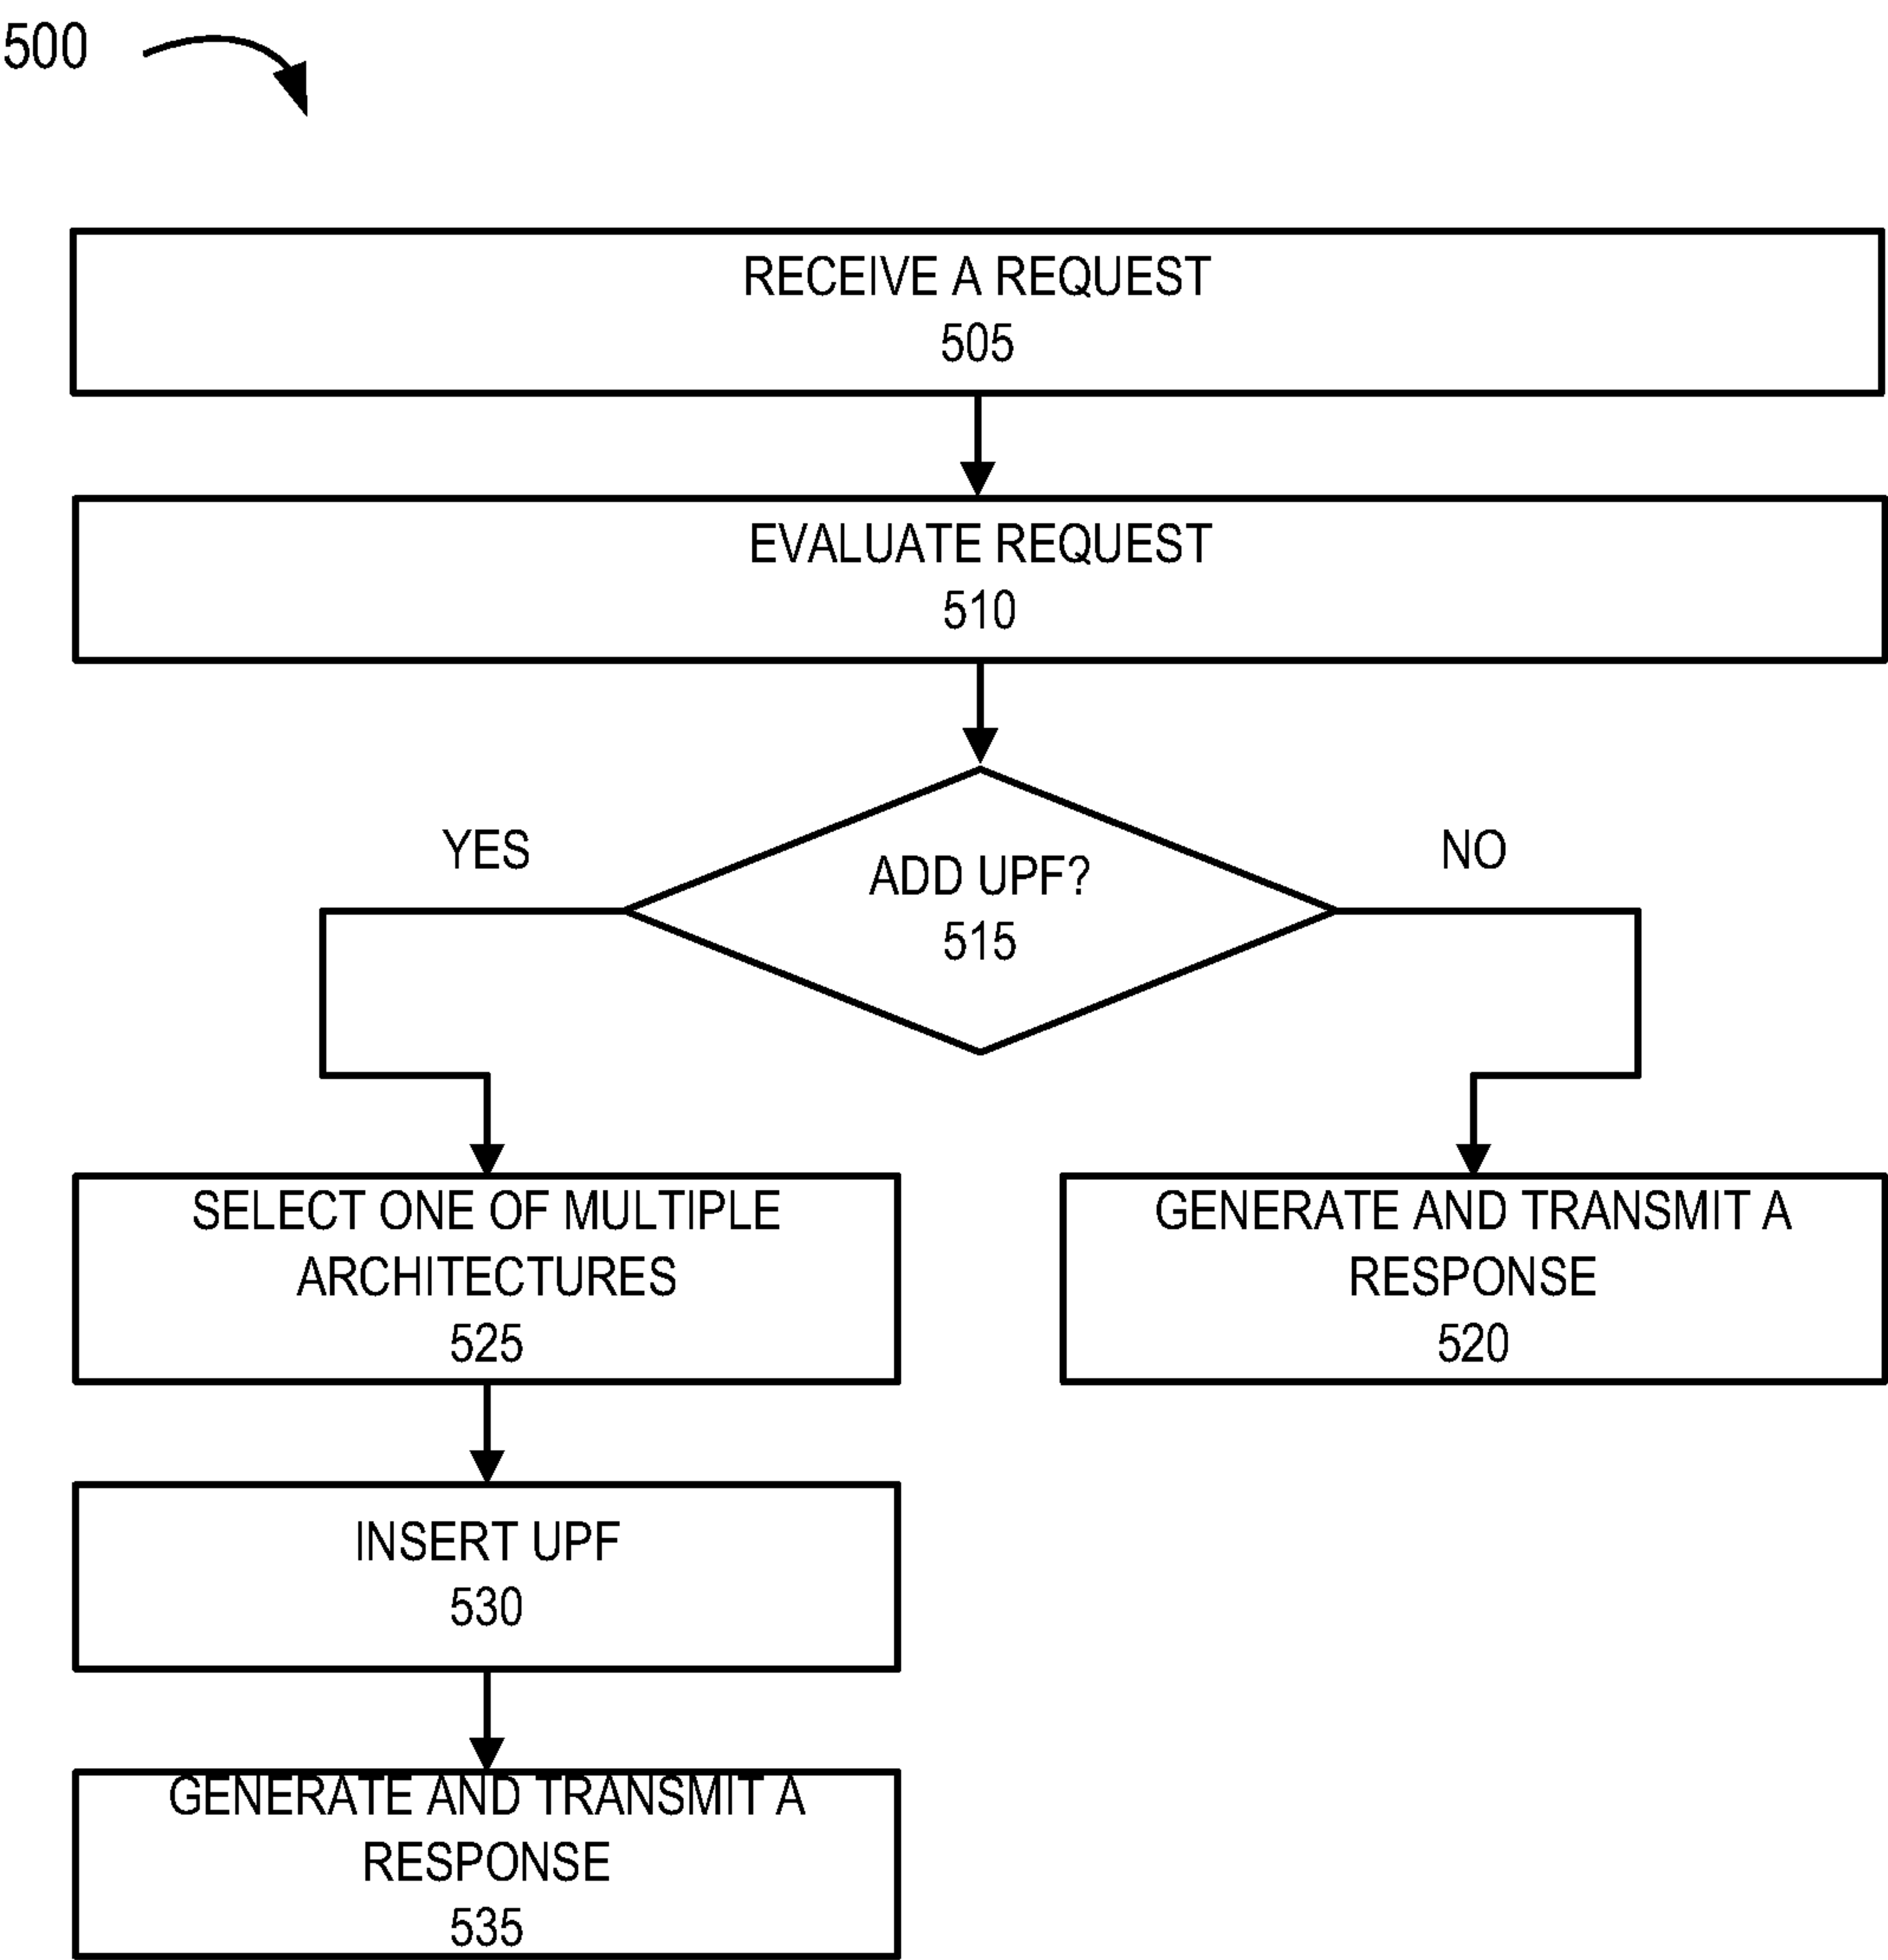 500
RECEIVE A REQUEST
505
EVALUATE REQUEST
510
YES
NO
ADD UPF?
515
SELECT ONE OF MULTIPLE
ARCHITECTURES
525
GENERATE AND TRANSMIT A
RESPONSE
520
INSERT UPF
530
GENERATE AND TRANSMIT A
RESPONSE
535